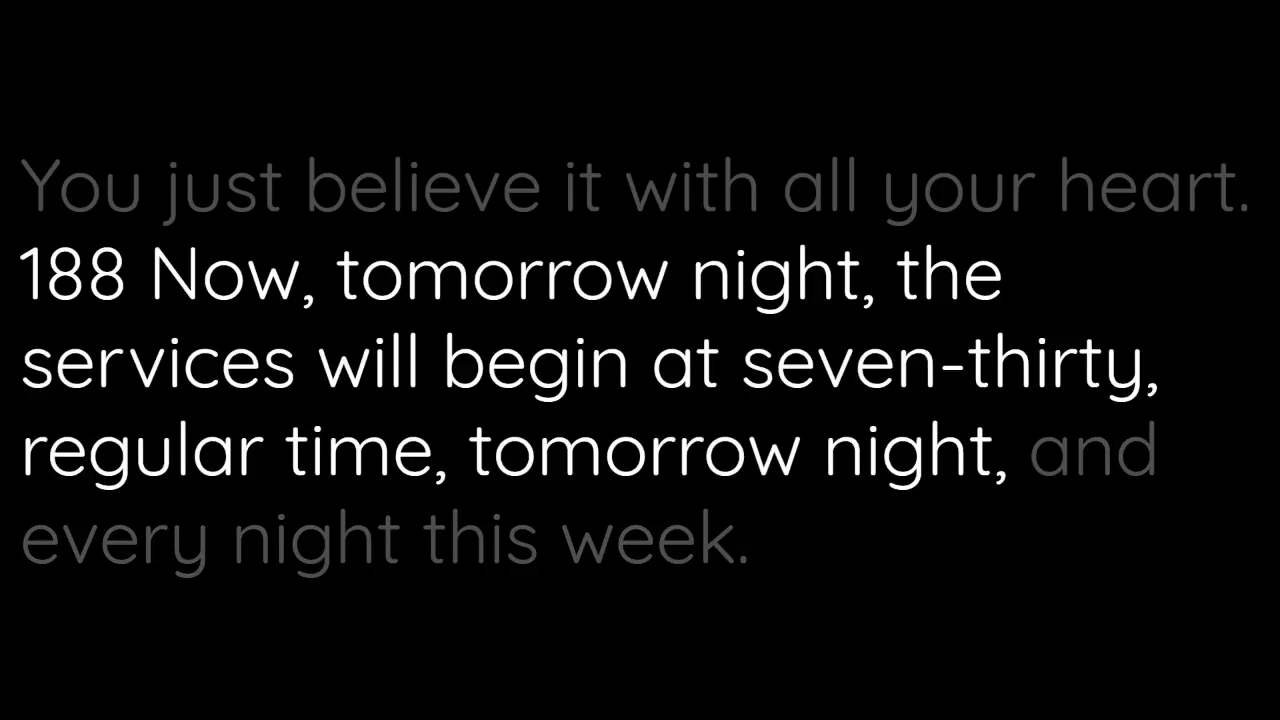 You just believe it with all your heart.
188 Now, tomorrow night, the
services will begin at seven-thirty,
regular time, tomorrow night, and
every night this week.